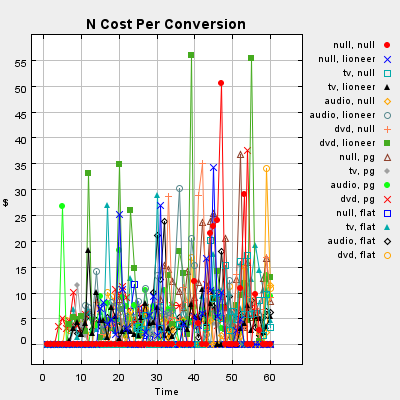 N Cost Per Conversion
null, null
null, lioneer
tv, null
tv, lioneer
audio, null
audio, lioneer
dvd, null
dvd, lioneer
null, pg
tv, pg
audio, pg
dvd, pg
null, flat
tv, flat
audio, flat
dvd, flat
55
50
45
40
35
30
25
20
15
10
5
0
$
0 10 20 30 40 50 60
Time